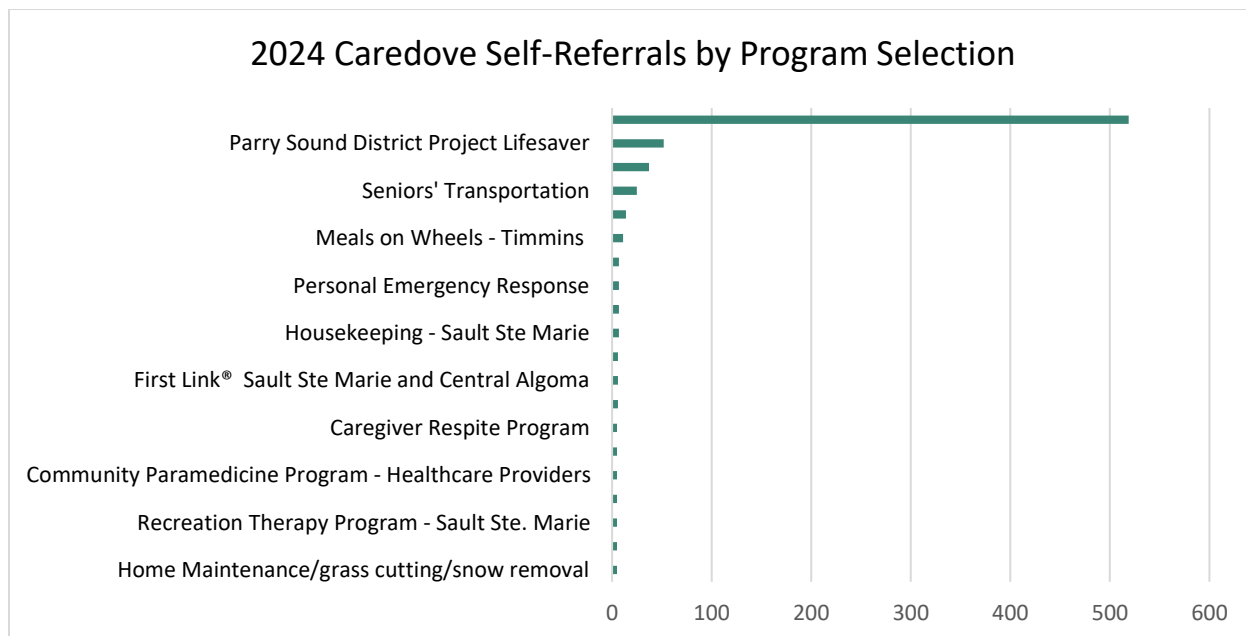 2024 Caredove Self-Referrals by Program Selection
Parry Sound District Project Lifesaver
Seniors' Transportation
Meals on Wheels - Timmins
Personal Emergency Response
Housekeeping - Sault Ste Marie
First Link®  Sault Ste Marie and Central Algoma
Caregiver Respite Program
Community Paramedicine Program - Healthcare Providers
Recreation Therapy Program - Sault Ste. Marie
Home Maintenance/grass cutting/snow removal
0 100 200 300 400 500 600